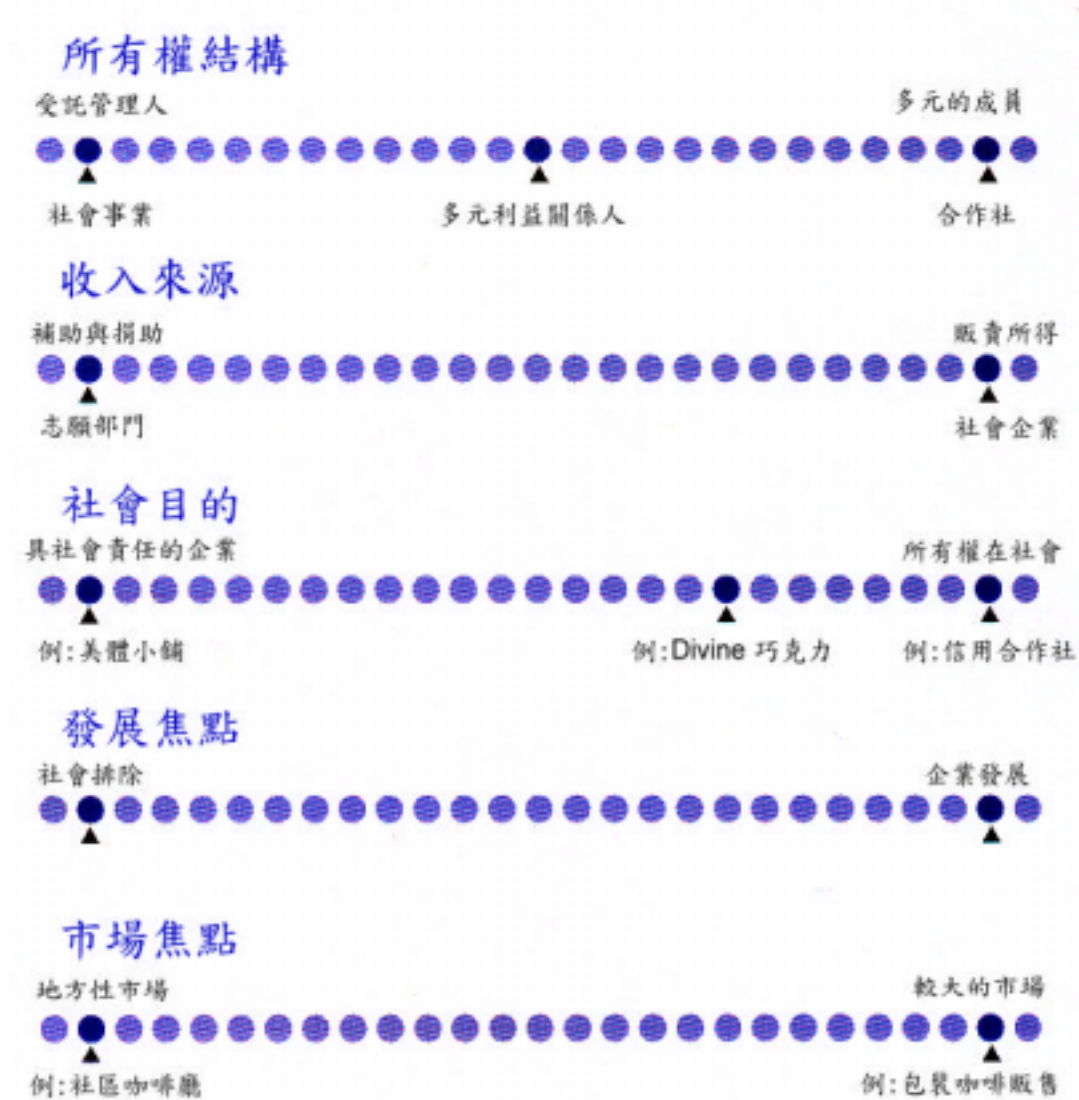 所有權結構
受託管理人 多元的成員
社會事業 多元利益關係人 合作社
收入來源
補助與捐助 販賣所得
志願部門 社會企業
社會目的
具社會責任的企業 所有權在社會
例:美體小舖 例:Divine 巧克力 例:信用合作社
發展焦點
社會排除 企業發展
市場焦點
地方性市場 較大的市場
例:社區咖啡廳 例:包裝咖啡販售